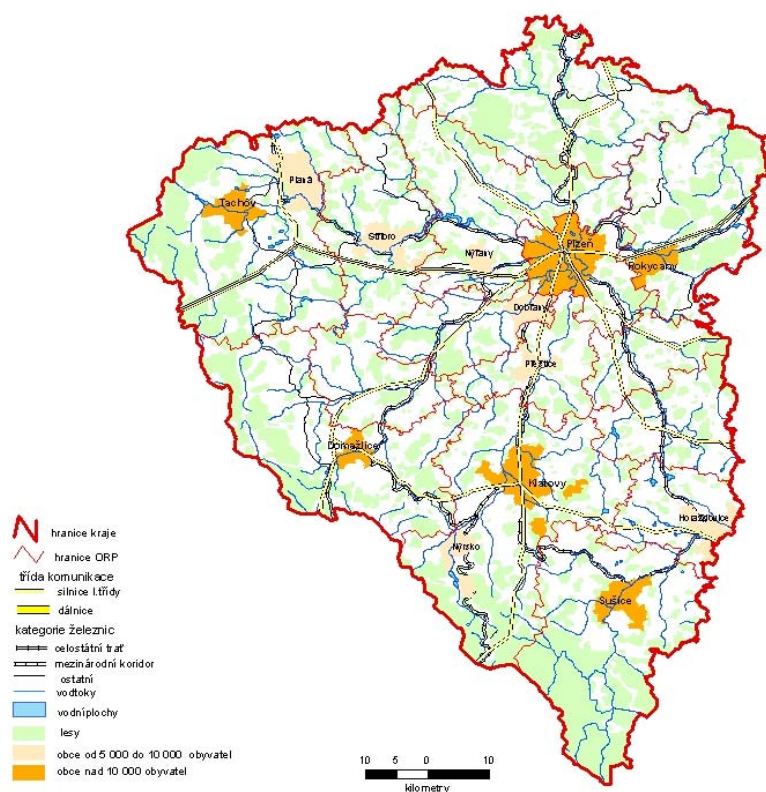 Planá
Tachov
Stříbro
Nýřany
Plzeň
Rokycany
Dobřany
Přeštice
Domažlice
Klatovy
Horažďovice
Nýrsko
Sušice
hranice kraje
hranice ORP
třída komunikace
silnice I.třídy
dálnice
kategorie železnic
celostátní trať
mezinárodní koridor
ostatní
vodtoky
vodní plochy
lesy
obce od 5 000 do 10 000 obyvatel
obce nad 10 000 obyvatel
10 5 0 10
kilometry